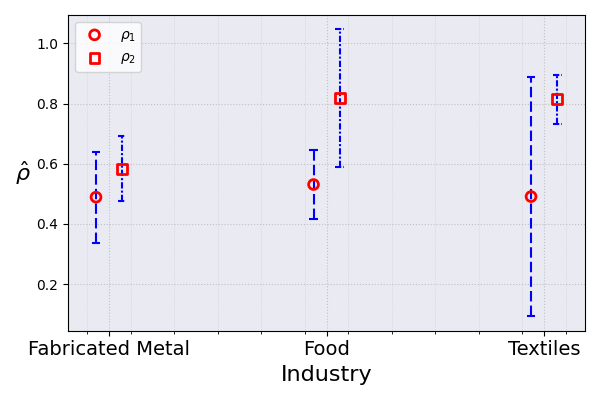 ρ̂
1.0
0.8
0.6
0.4
0.2
ρ₁
ρ₂
Fabricated Metal
Food
Textiles
Industry